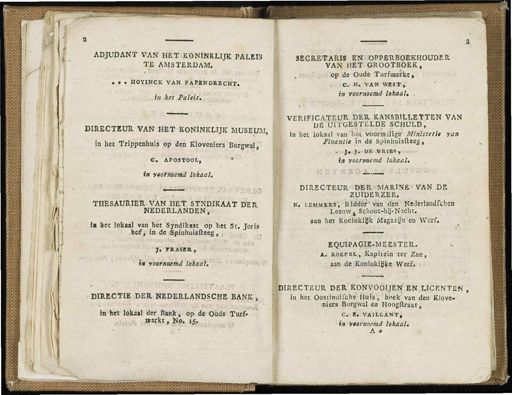 2
ADJUDANT VAN HET KONINKLIJK PALEIS
TE AMSTERDAM.
. . . HOYINCK VAN PAPENDRECHT.
in het Paleis.
DIRECTEUR VAN HET KONINKLIJK MUSEUM,
in het Trippenhuis op den Kloveniers Burgwal,
C. APOSTOOL,
in voornoemd lokaal.
THESAURIER VAN HET SYNDIKAAT DER
NEDERLANDEN,
in het lokaal van het Syndikaat op het St. Joris
hof, in de Spinhuissteeg,
J. FRASER,
in voornoemd lokaal.
DIRECTIE DER NEDERLANDSCHE BANK,
in het lokaal der Bank, op de Oude Turf-
markt, No. 15.
3
SECRETARIS EN OPPERBOEKHOUDER
VAN HET GROOTBOEK,
op de Oude Turfmarkt,
C. H. VAN WEST,
in voornoemd lokaal.
VERIFICATEUR DER KANSBILLETTEN VAN
DE UITGESTELDE SCHULD,
in het lokaal van het voormalige Ministerie van
Finantie in de Spinhuissteeg,
J. J. DE VRIES,
in voornoemd lokaal.
DIRECTEUR DER MARINE VAN DE
ZUIDERZEE.
N. LEMMERS, Ridder van den Nederlandschen
Leeuw, Schout-bij-Nacht.
aan het Koninklijk Magazijn en Werf.
EQUIPAGIE-MEESTER.
A. ROEPEL, Kapitein ter Zee,
aan de Koninklijke Werf.
DIRECTEUR DER KONVOOIJEN EN LICENTEN,
in het Oostindische Huis, hoek van den Klove-
niers Burgwal en Hoogstraat,
C. E. VAILLANT,
in voornoemd lokaal.
A 2